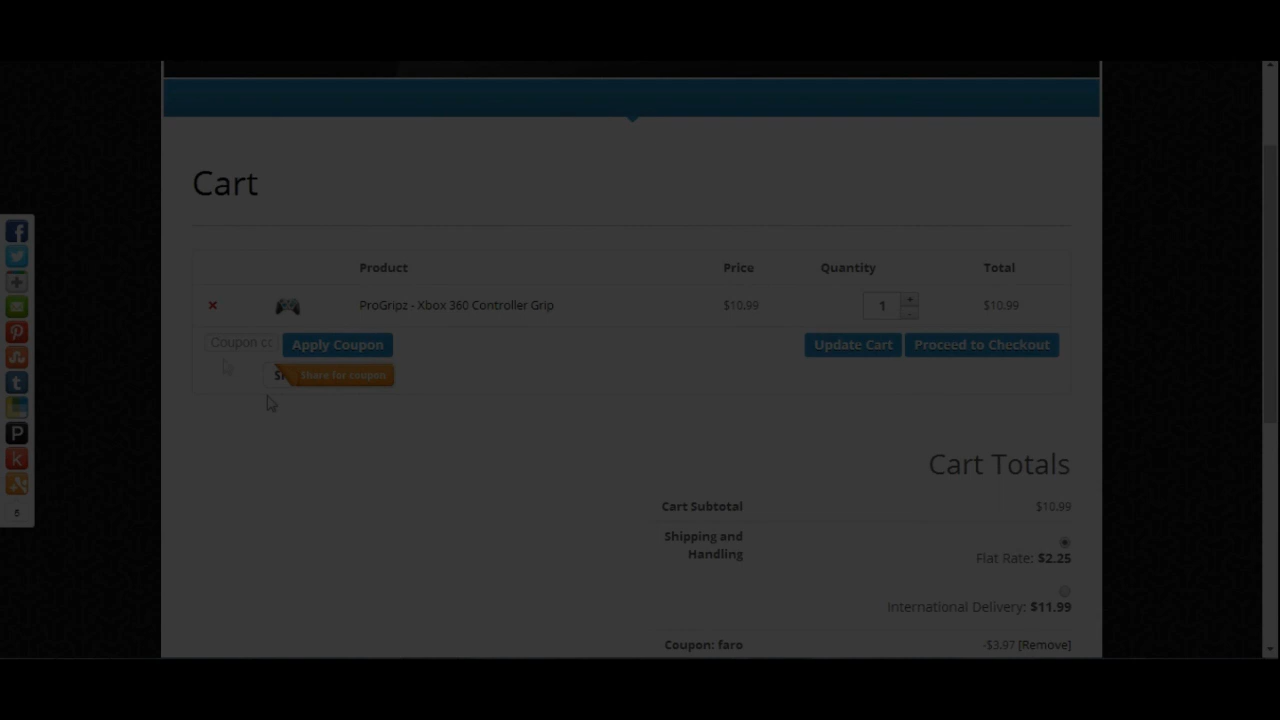 Cart
Product Price Quantity Total
ProGripz - Xbox 360 Controller Grip $10.99 1 $10.99
Coupon cc Apply Coupon Update Cart Proceed to Checkout
Share for coupon
Cart Totals
Cart Subtotal $10.99
Shipping and
Handling
Flat Rate: $2.25
International Delivery: $11.99
Coupon: faro -$3.97 [Remove]